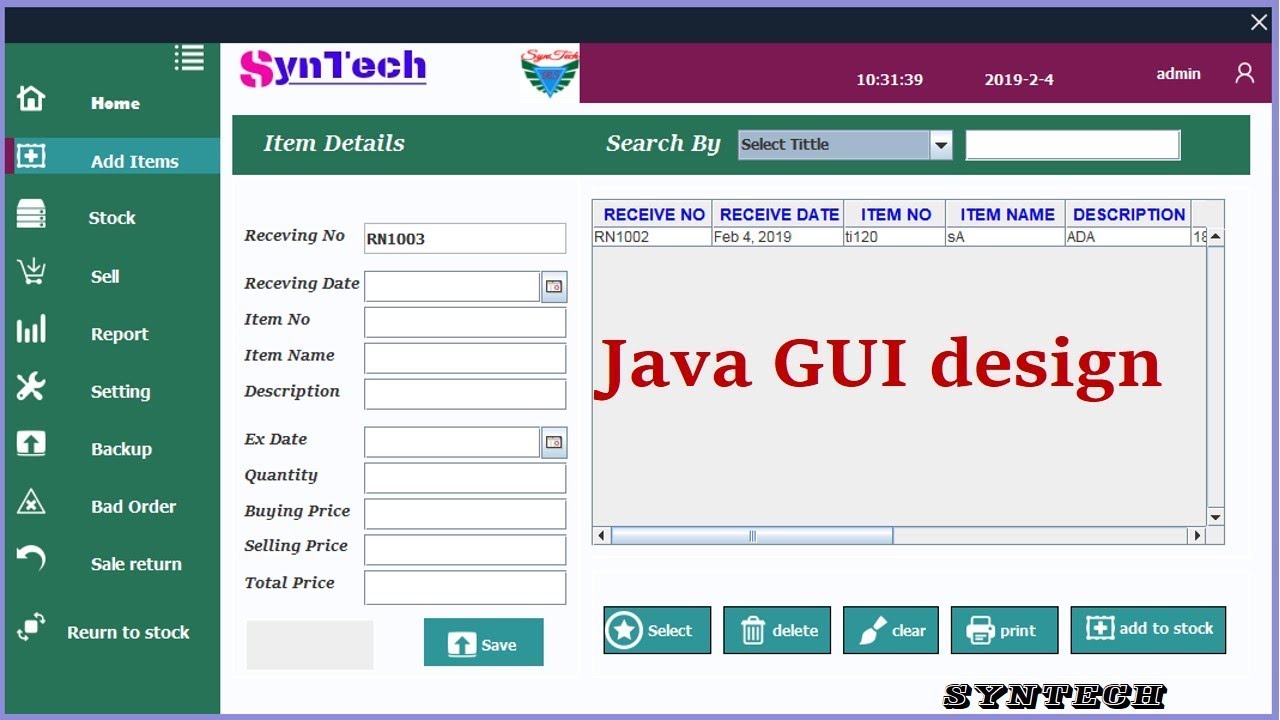 SynTech
SynTech
10:31:39
2019-2-4
admin
Home
Add Items
Stock
Sell
Report
Setting
Backup
Bad Order
Sale return
Reurn to stock
Item Details
Search By
Select Tittle
Receving No
RN1003
Receving Date
Item No
Item Name
Description
Ex Date
Quantity
Buying Price
Selling Price
Total Price
Save
RECEIVE NO RECEIVE DATE ITEM NO ITEM NAME DESCRIPTION
RN1002 Feb 4, 2019 ti120 sA ADA 18
Java GUI design
Select
delete
clear
print
add to stock
SYNTECH